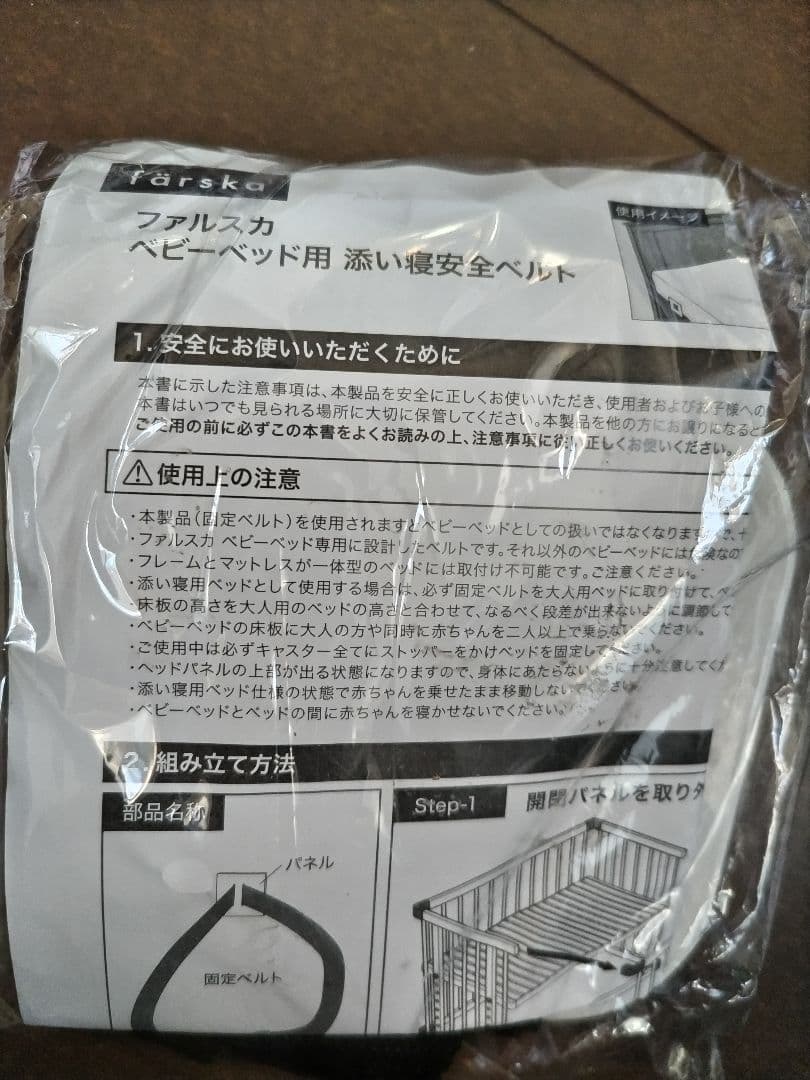 färska
ファルスカ
ベビーベッド用 添い寝安全ベルト
使用イメージ
1. 安全にお使いいただくために
本書に示した注意事項は、本製品を安全に正しくお使いいただき、使用者およびお子様への
本書はいつでも見られる場所に大切に保管してください。本製品を他の方にお譲りになると
ご使用の前に必ずこの本書をよくお読みの上、注意事項に従い正しくお使いください。
⚠使用上の注意
・本製品(固定ベルト)を使用されますとベビーベッドとしての扱いではなくなります
・ファルスカ ベビーベッド専用に設計したベルトです。それ以外のベビーベッドには危険なの
・フレームとマットレスが一体型のベッドには取付け不可能です。ご注意ください。
・添い寝用ベッドとして使用する場合は、必ず固定ベルトを大人用ベッドに取り付けて、
・床板の高さを大人用のベッドの高さと合わせて、なるべく段差が出来ないように調節して
・ベビーベッドの床板に大人の方や同時に赤ちゃんを二人以上で乗らないでください。
・ご使用中は必ずキャスター全てにストッパーをかけベッドを固定してください。
・ヘッドパネルの上部が出る状態になりますので、身体にあたらないように十分注意してくだ
・添い寝用ベッド仕様の状態で赤ちゃんを乗せたまま移動しないでください。
・ベビーベッドとベッドの間に赤ちゃんを寝かせないでください。
2. 組み立て方法
部品名称
パネル
固定ベルト
Step-1
開閉パネルを取り外